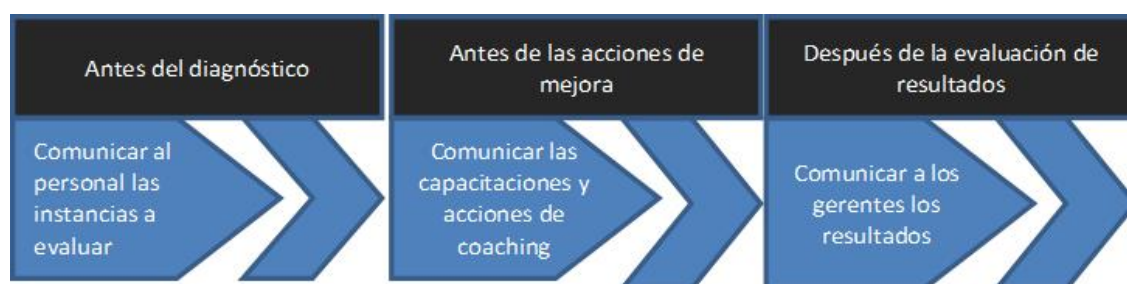 Antes del diagnóstico
Antes de las acciones de
mejora
Después de la evaluación de
resultados
Comunicar al
personal las
instancias a
evaluar
Comunicar las
capacitaciones y
acciones de
coaching
Comunicar a los
gerentes los
resultados